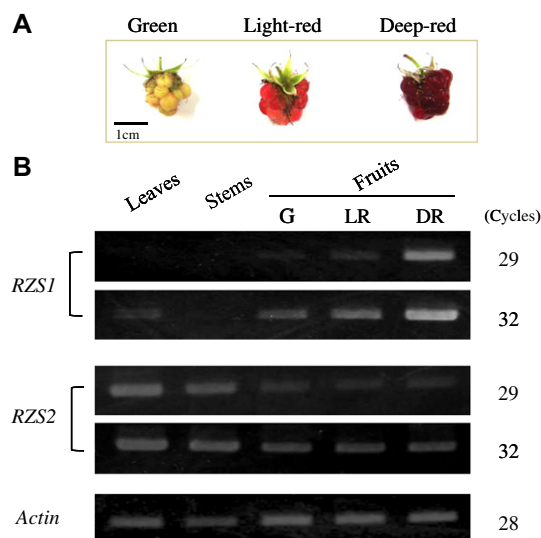 A
Green Light-red Deep-red
1cm
B
Leaves Stems Fruits
G LR DR (Cycles)
RZS1
29
32
RZS2
29
32
Actin 28